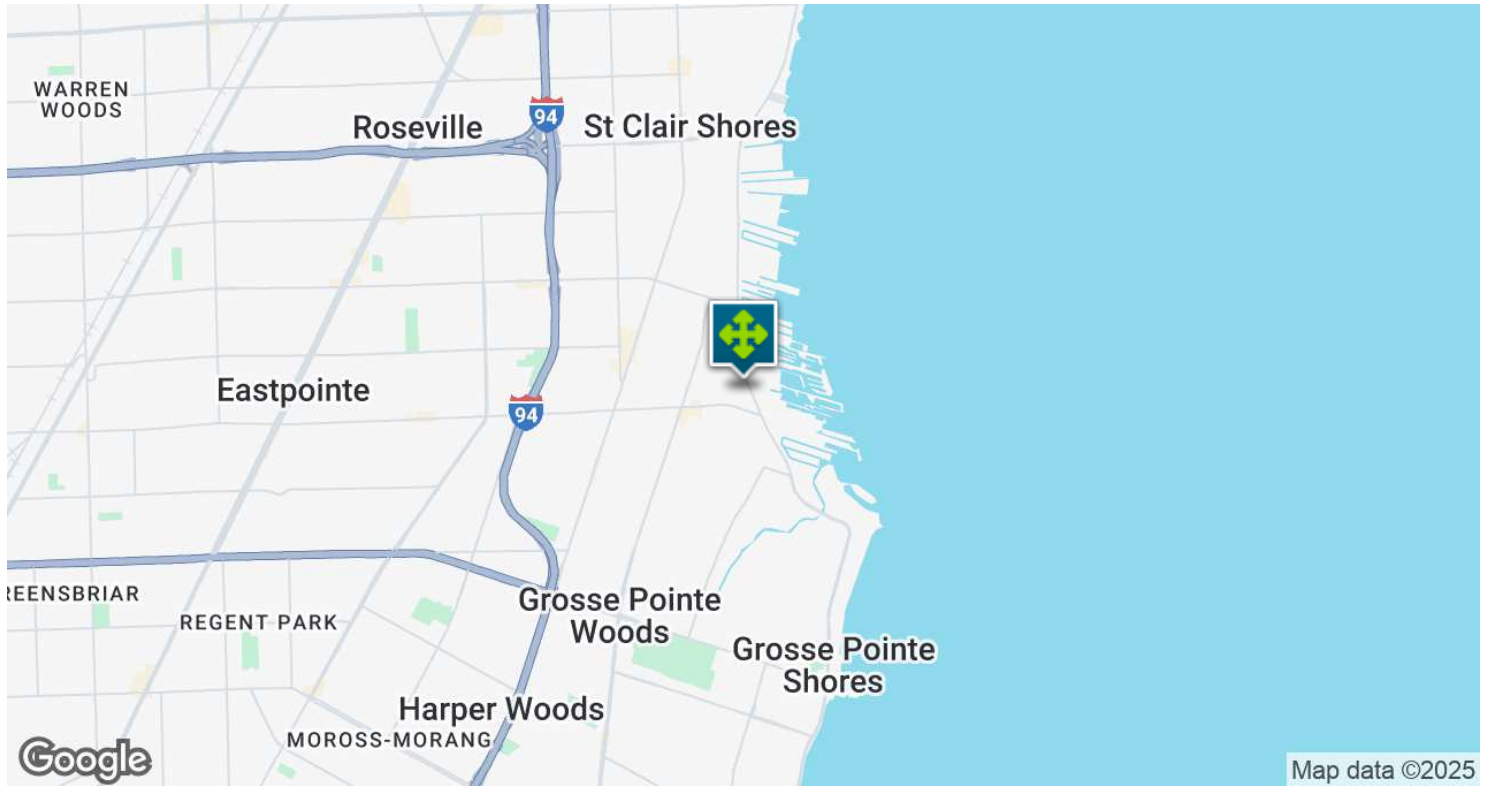 WARREN
WOODS
Roseville
94
St Clair Shores
Eastpointe
94
REENSBRIAR
REGENT PARK
Grosse Pointe
Woods
Grosse Pointe
Shores
Harper Woods
MOROSS-MORANG
Google
Map data ©2025